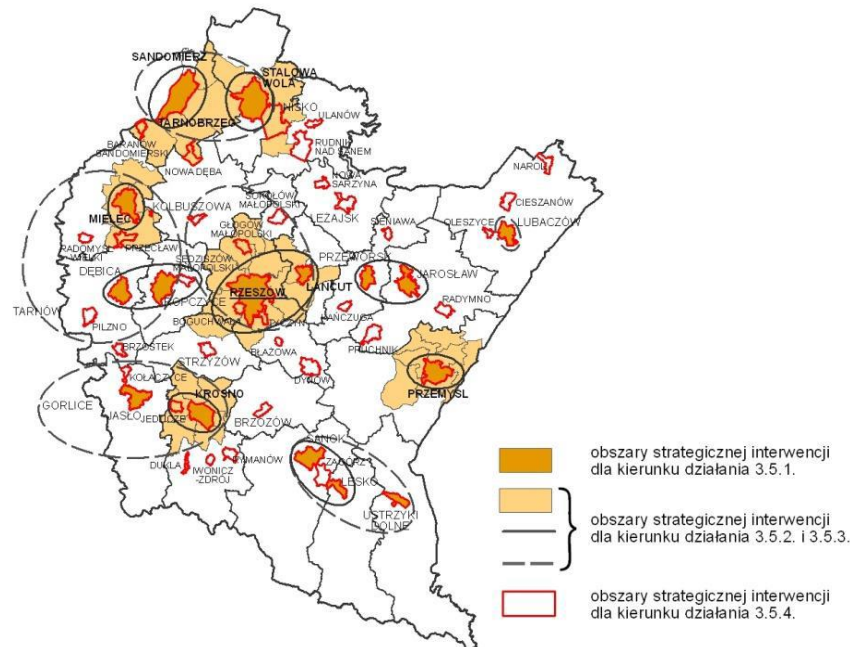 SANDOMIERZ
STALOWA
WOLA
NISKO
ULANÓW
TARNOBRZEG
BARANÓW
SANDOMIERSKI
RUDNIK
NAD SANEM
NOWA DĘBA
NAROL
NOWA
SARZYNA
CIESZANÓW
KOLBUSZOWA
SOKOŁÓW
MAŁOPOLSKI
LEŻAJSK
SIENIAWA
OLESZYCE
LUBACZÓW
MIELEC
GŁOGÓW
MAŁOPOLSKI
RADOMYŚL
WIELKI
PRZECŁAW
SĘDZISZÓW
MAŁOPOLSKI
PRZEWORSK
DĘBICA
JAROSŁAW
ROPCZYCE
RZESZÓW
ŁAŃCUT
RADYMNO
TARNÓW
PILZNO
BOGUCHWAŁA
TYCZYN
KAŃCZUGA
BRZOSTEK
STRZYŻÓW
BŁAŻOWA
PRUCHNIK
KOŁACZYCE
DYNÓW
PRZEMYŚL
GORLICE
JASŁO
JEDLICZE
KROSNO
BRZOZÓW
SANOK
DUKLA
IWONICZ
-ZDRÓJ
RYMANÓW
ZAGÓRZ
LESKO
USTRZYKI
DOLNE
obszary strategicznej interwencji
dla kierunku działania 3.5.1.
obszary strategicznej interwencji
dla kierunku działania 3.5.2. i 3.5.3.
obszary strategicznej interwencji
dla kierunku działania 3.5.4.